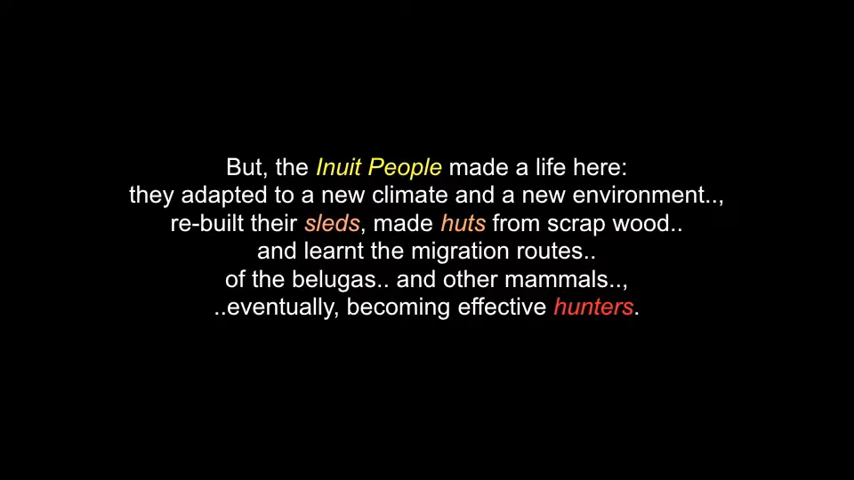 But, the Inuit People made a life here:
they adapted to a new climate and a new environment..,
re-built their sleds, made huts from scrap wood..
and learnt the migration routes..
of the belugas.. and other mammals..,
..eventually, becoming effective hunters.